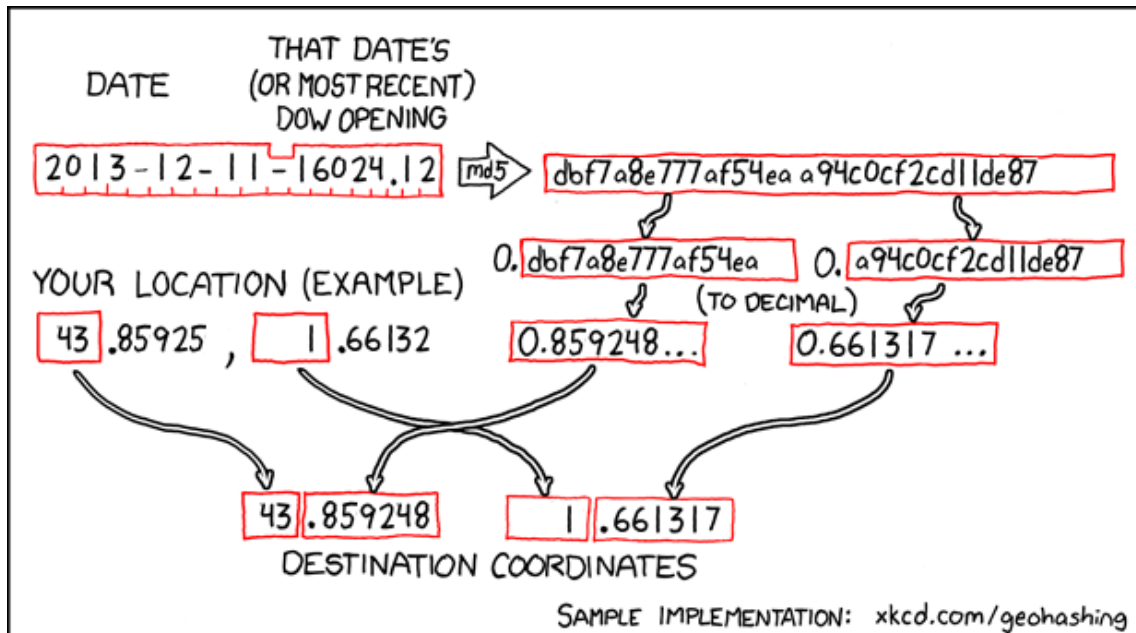 DATE
THAT DATE'S
(OR MOST RECENT)
DOW OPENING
2013-12-11-16024.12
md5
dbf7a8e777af54eaa94c0cf2cd11de87
0.dbf7a8e777af54ea
0.a94c0cf2cd11de87
(TO DECIMAL)
YOUR LOCATION (EXAMPLE)
43.85925, 1.66132
0.859248...
0.661317...
43.859248
1.661317
DESTINATION COORDINATES
SAMPLE IMPLEMENTATION: xkcd.com/geohashing